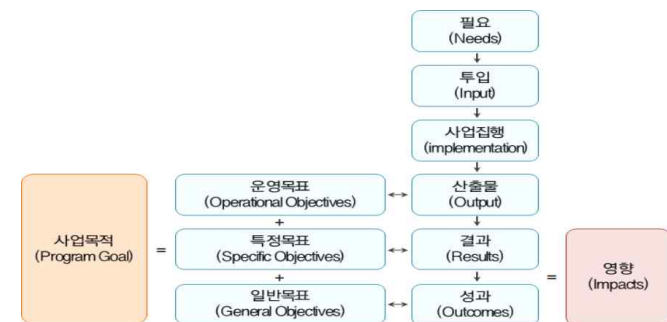 필요
(Needs)
↓
투입
(Input)
↓
사업집행
(implementation)
↓
운영목표
(Operational Objectives)
↔
산출물
(Output)
+
↓
사업목적
(Program Goal)
=
특정목표
(Specific Objectives)
↔
결과
(Results)
+
↓
=
영향
(Impacts)
일반목표
(General Objectives)
↔
성과
(Outcomes)